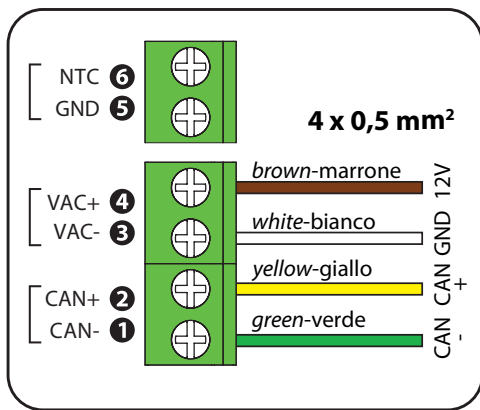 NTC 6
GND 5
4 x 0,5 mm²
VAC+ 4
VAC- 3
CAN+ 2
CAN- 1
brown-marrone
12V
white-bianco
GND
yellow-giallo
CAN +
green-verde
CAN -